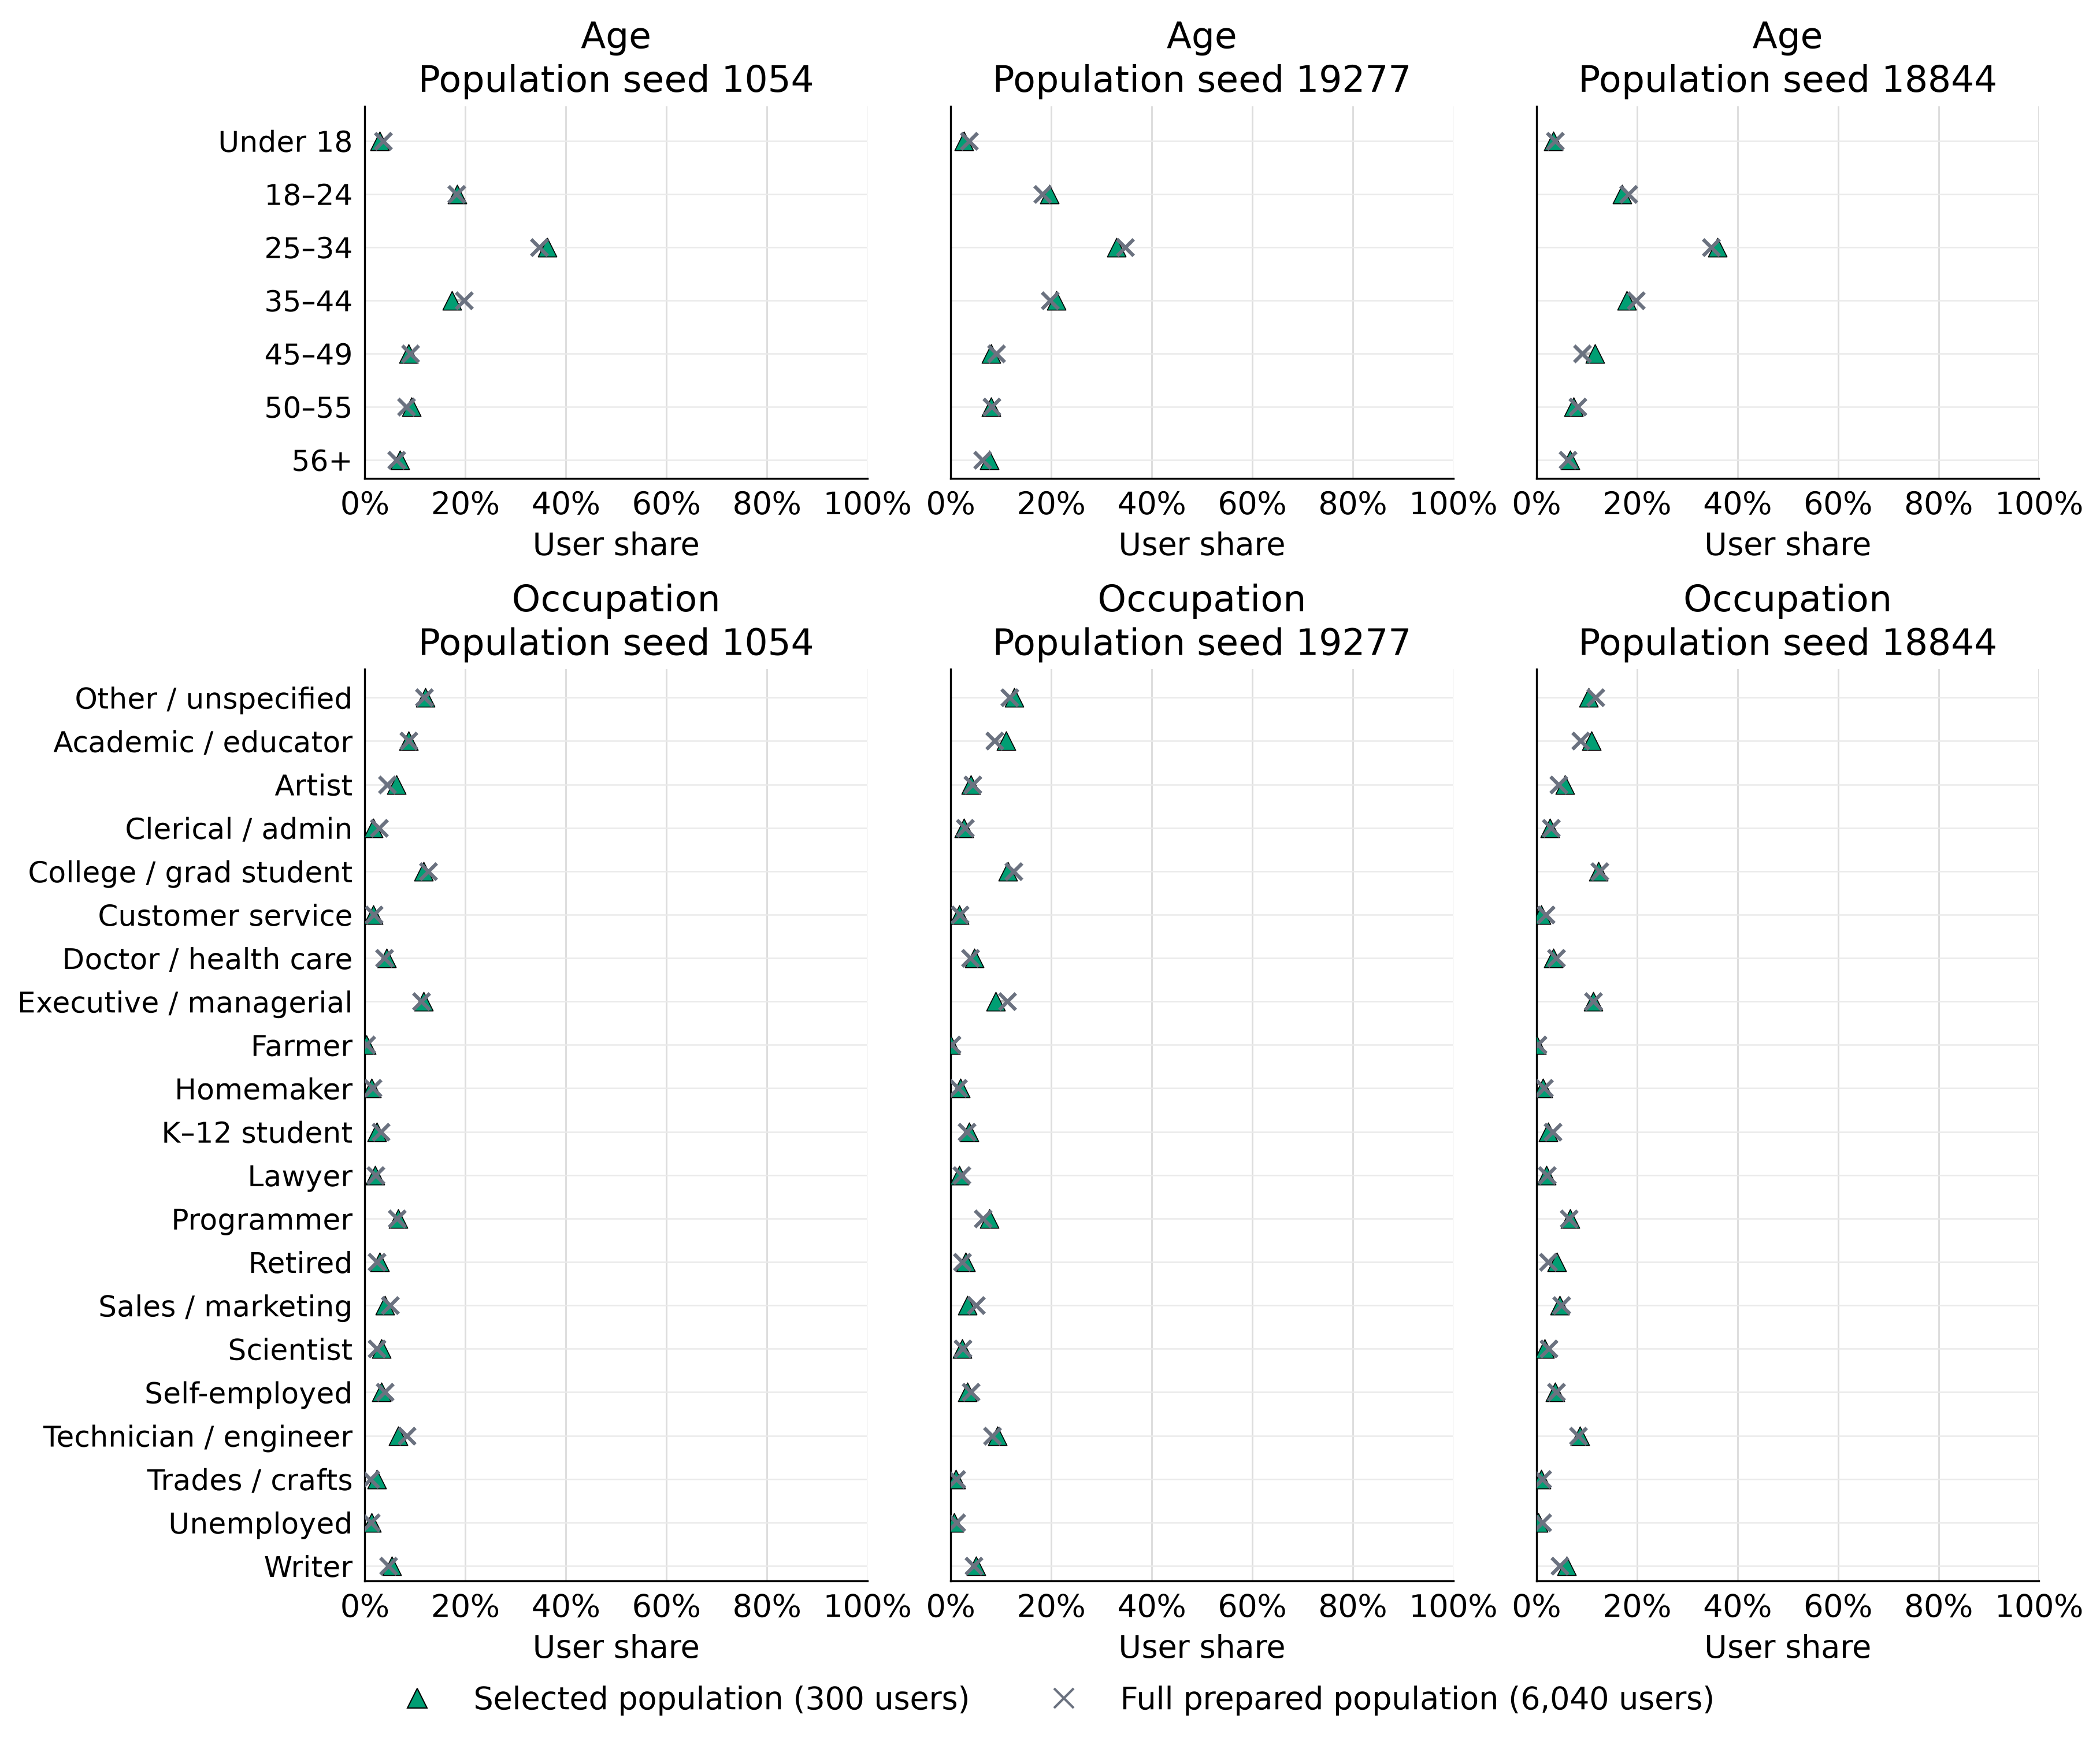 Age
Population seed 1054
Age
Population seed 19277
Age
Population seed 18844
Under 18
18–24
25–34
35–44
45–49
50–55
56+
0% 20% 40% 60% 80% 100%
0% 20% 40% 60% 80% 100%
0% 20% 40% 60% 80% 100%
User share
User share
User share
Occupation
Population seed 1054
Occupation
Population seed 19277
Occupation
Population seed 18844
Other / unspecified
Academic / educator
Artist
Clerical / admin
College / grad student
Customer service
Doctor / health care
Executive / managerial
Farmer
Homemaker
K–12 student
Lawyer
Programmer
Retired
Sales / marketing
Scientist
Self-employed
Technician / engineer
Trades / crafts
Unemployed
Writer
0% 20% 40% 60% 80% 100%
0% 20% 40% 60% 80% 100%
0% 20% 40% 60% 80% 100%
User share
User share
User share
Selected population (300 users)
Full prepared population (6,040 users)